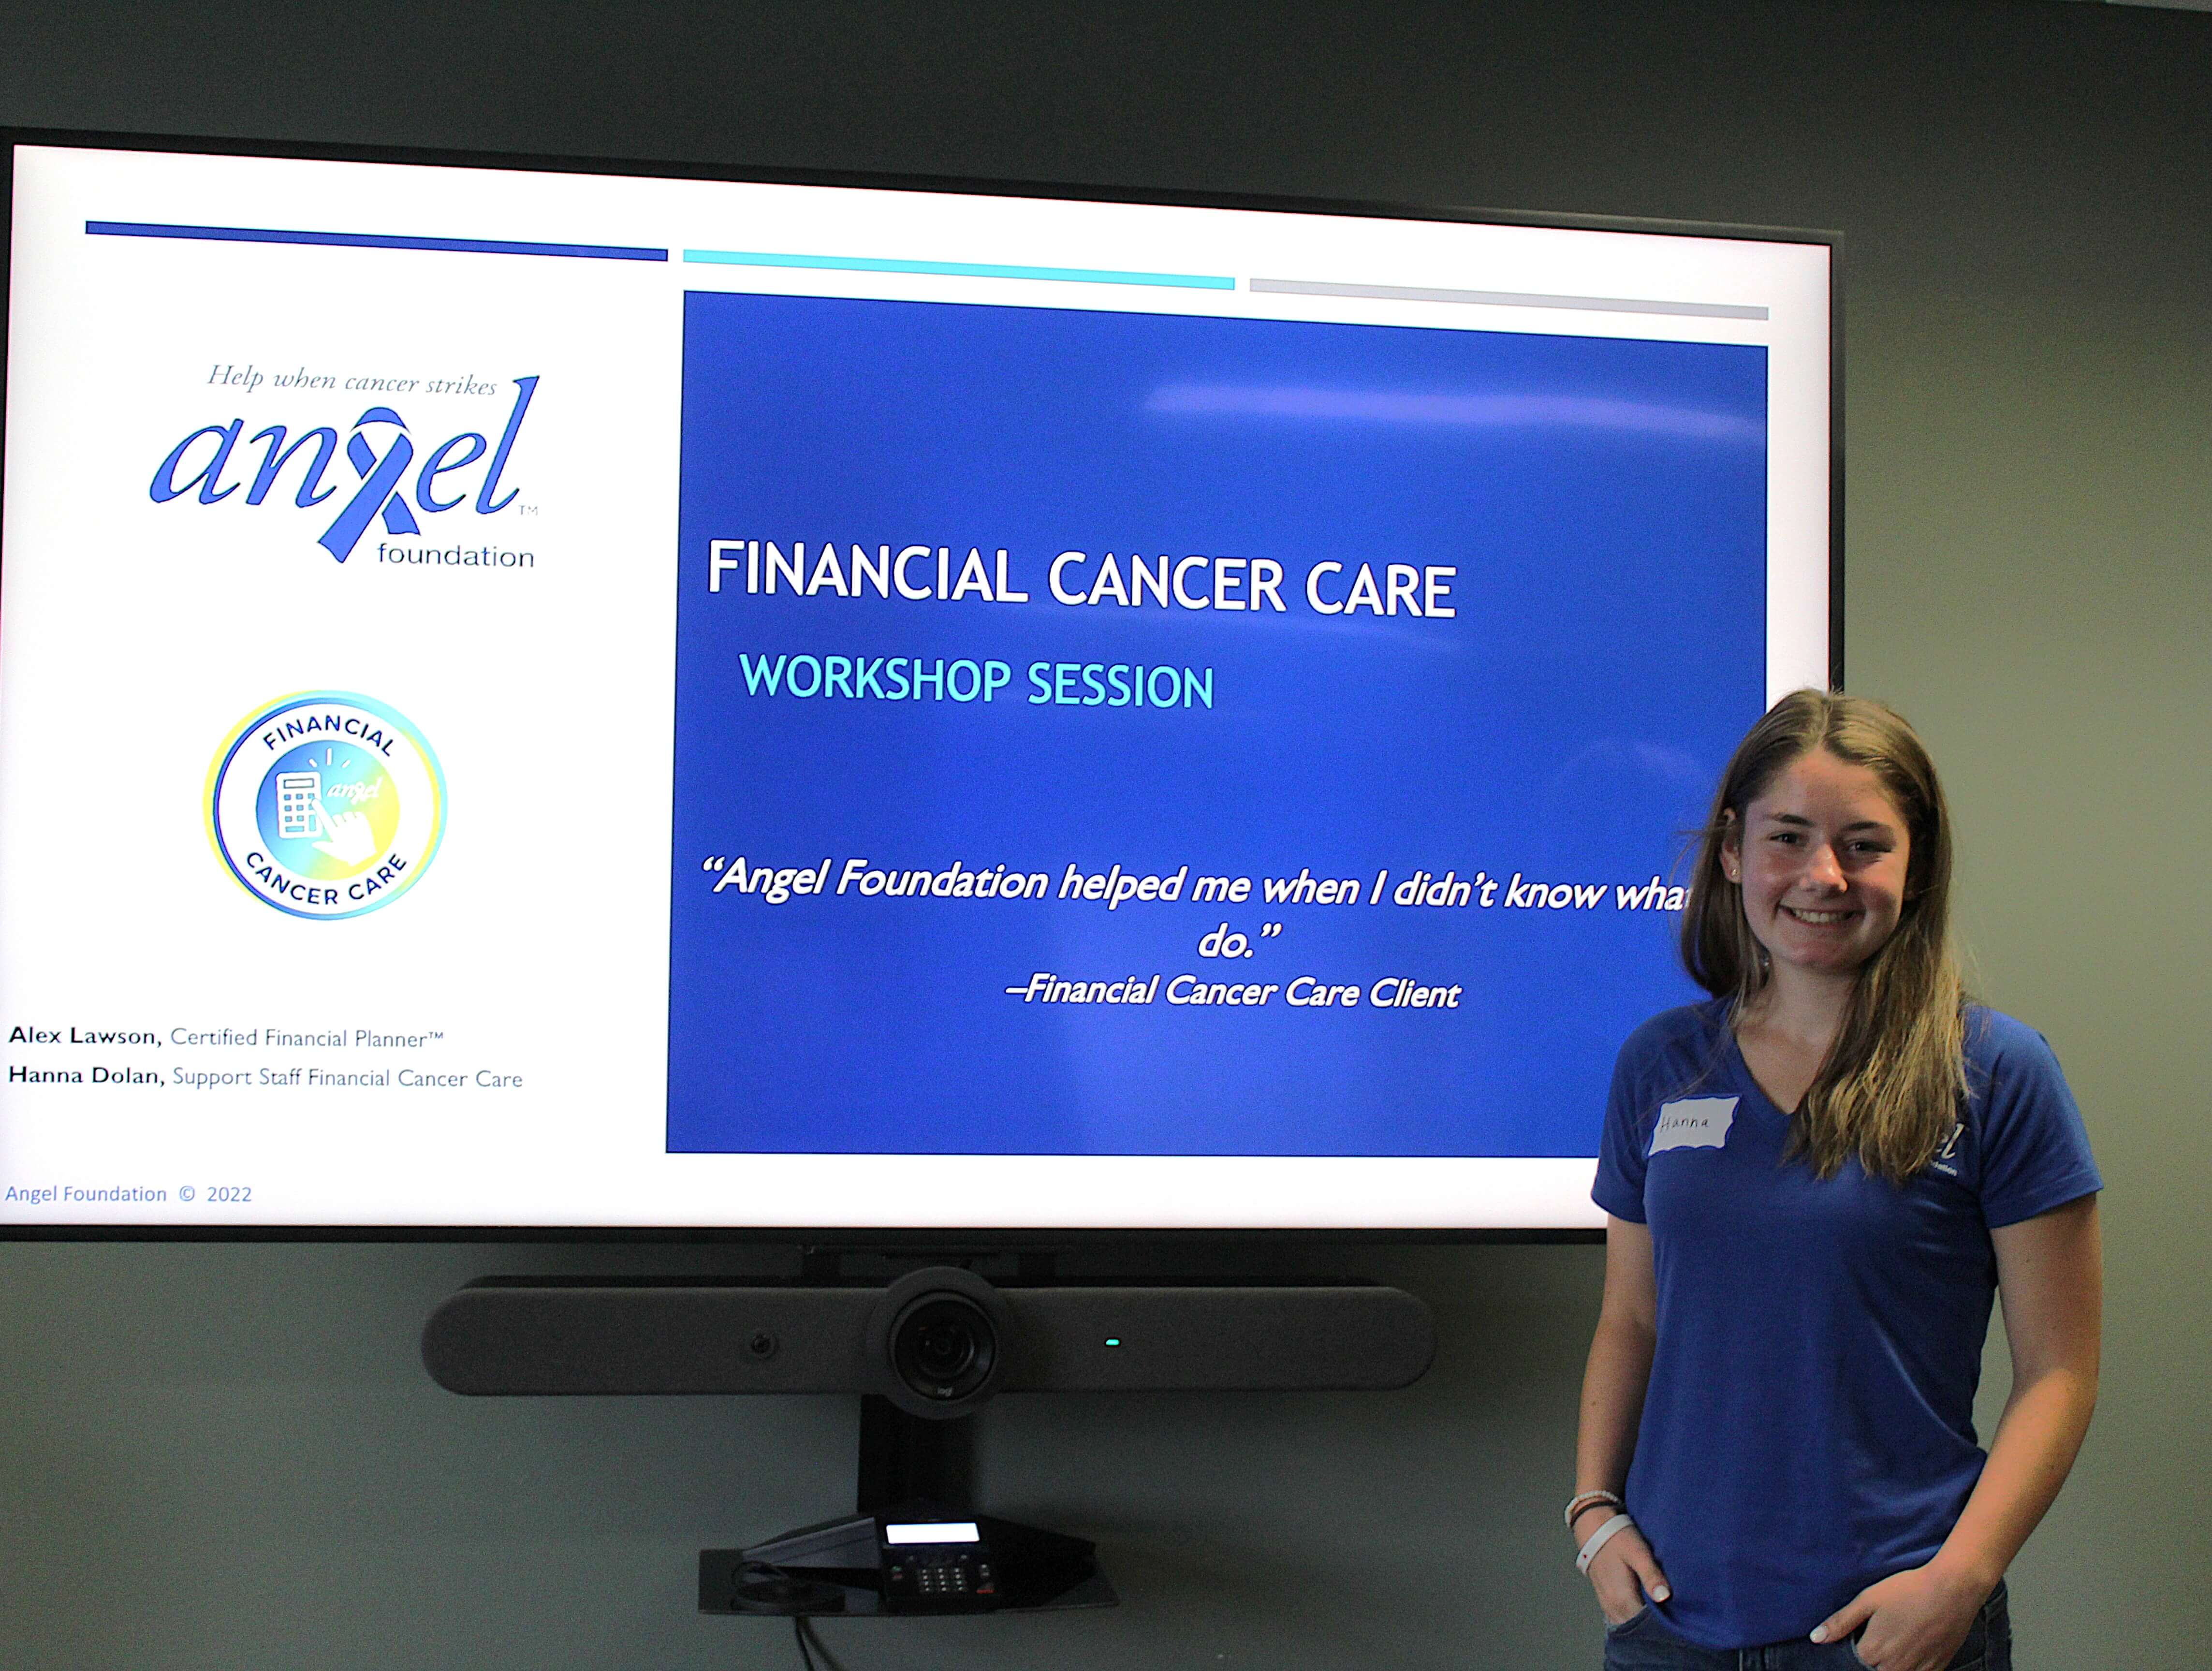 Help when cancer strikes
angel™
foundation
FINANCIAL
angel
CANCER CARE
Alex Lawson, Certified Financial Planner™
Hanna Dolan, Support Staff Financial Cancer Care
Angel Foundation © 2022
FINANCIAL CANCER CARE
WORKSHOP SESSION
“Angel Foundation helped me when I didn’t know wha
do.”
–Financial Cancer Care Client
Hanna
el
logi